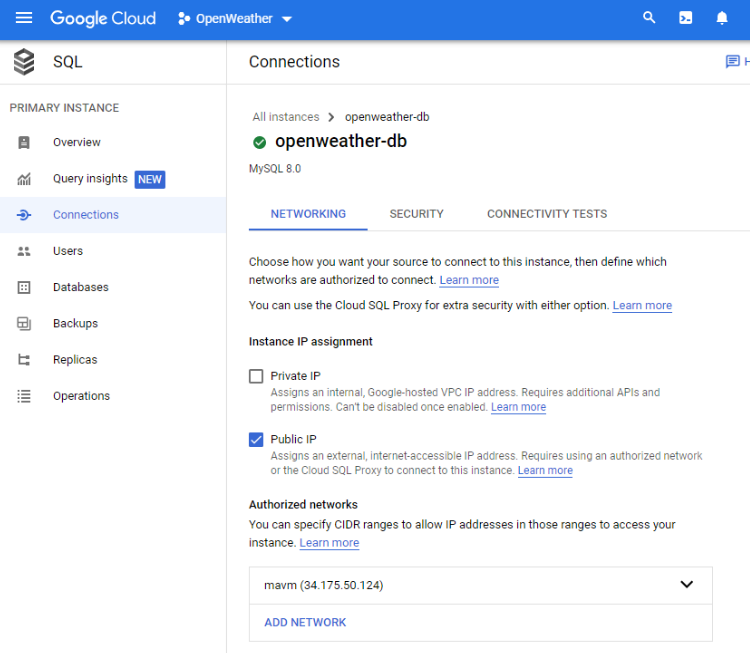 Google Cloud
OpenWeather
SQL
Connections
H
PRIMARY INSTANCE
Overview
Query insights NEW
Connections
Users
Databases
Backups
Replicas
Operations
All instances > openweather-db
openweather-db
MySQL 8.0
NETWORKING
SECURITY
CONNECTIVITY TESTS
Choose how you want your source to connect to this instance, then define which
networks are authorized to connect. Learn more
You can use the Cloud SQL Proxy for extra security with either option. Learn more
Instance IP assignment
Private IP
Assigns an internal, Google-hosted VPC IP address. Requires additional APIs and
permissions. Can't be disabled once enabled. Learn more
Public IP
Assigns an external, internet-accessible IP address. Requires using an authorized network
or the Cloud SQL Proxy to connect to this instance. Learn more
Authorized networks
You can specify CIDR ranges to allow IP addresses in those ranges to access your
instance. Learn more
mavm (34.175.50.124)
ADD NETWORK